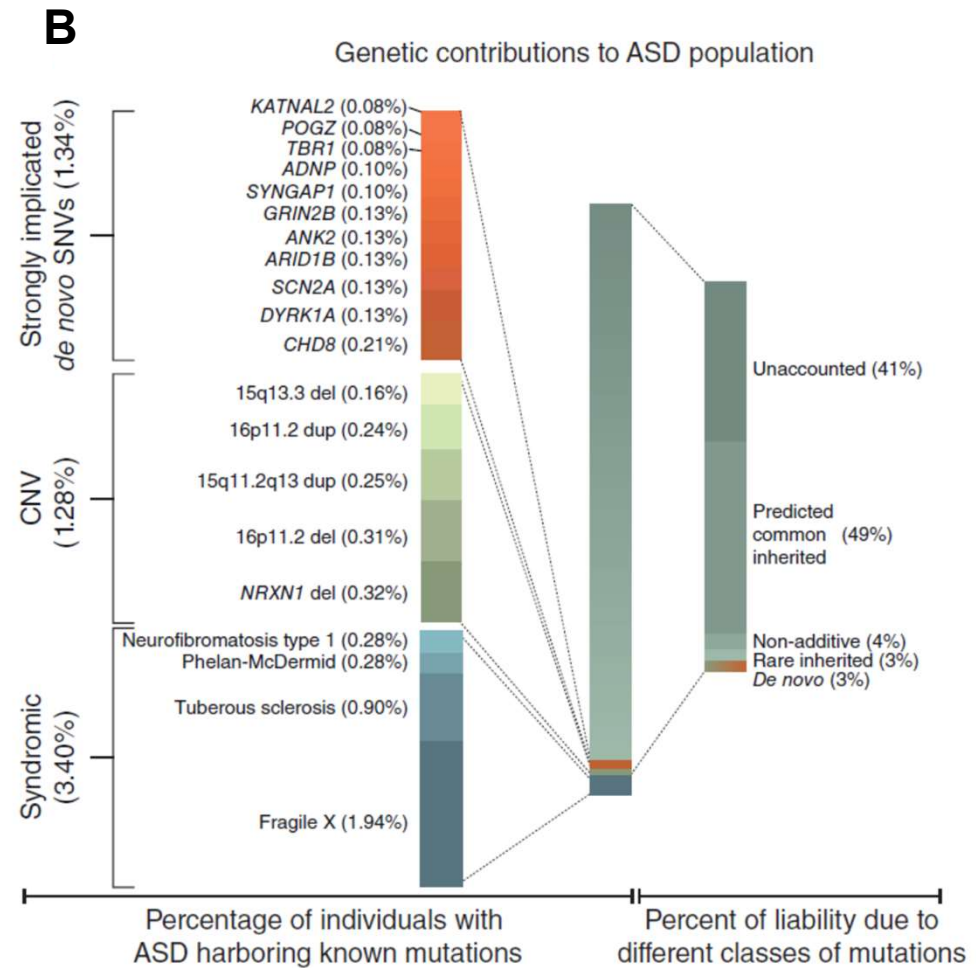 B
Genetic contributions to ASD population
Strongly implicated
de novo SNVs (1.34%)
KATNAL2 (0.08%)
POGZ (0.08%)
TBR1 (0.08%)
ADNP (0.10%)
SYNGAP1 (0.10%)
GRIN2B (0.13%)
ANK2 (0.13%)
ARID1B (0.13%)
SCN2A (0.13%)
DYRK1A (0.13%)
CHD8 (0.21%)
CNV
(1.28%)
15q13.3 del (0.16%)
16p11.2 dup (0.24%)
15q11.2q13 dup (0.25%)
16p11.2 del (0.31%)
NRXN1 del (0.32%)
Syndromic
(3.40%)
Neurofibromatosis type 1 (0.28%)
Phelan-McDermid (0.28%)
Tuberous sclerosis (0.90%)
Fragile X (1.94%)
Unaccounted (41%)
Predicted
common (49%)
inherited
Non-additive (4%)
Rare inherited (3%)
De novo (3%)
Percentage of individuals with
ASD harboring known mutations
Percent of liability due to
different classes of mutations